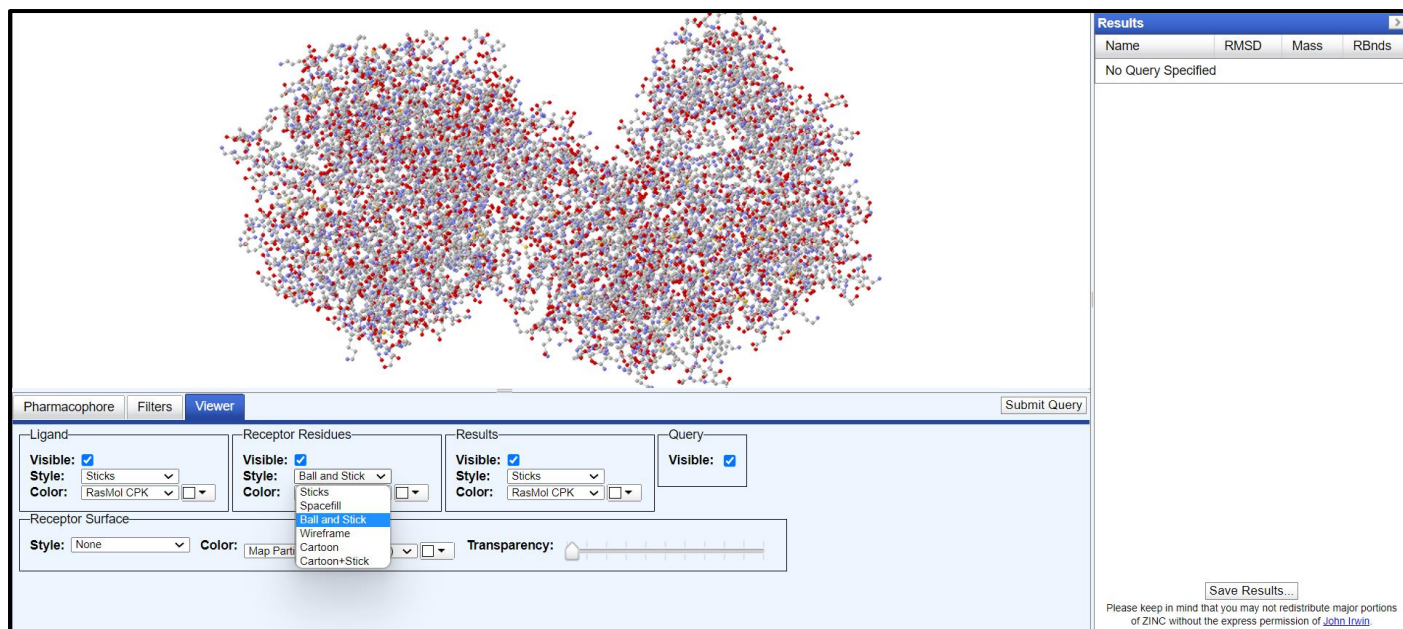 Results
Name RMSD Mass RBnds
No Query Specified
Pharmacophore Filters Viewer Submit Query
Ligand
Visible:
Style: Sticks
Color: RasMol CPK
Receptor Residues
Visible:
Style: Ball and Stick
Color:
Sticks
Spacefill
Ball and Stick
Wireframe
Cartoon
Cartoon+Stick
Results
Visible:
Style: Sticks
Color: RasMol CPK
Query
Visible:
Receptor Surface
Style: None Color: Map Transparency:
Save Results...
Please keep in mind that you may not redistribute major portions
of ZINC without the express permission of John Irwin.